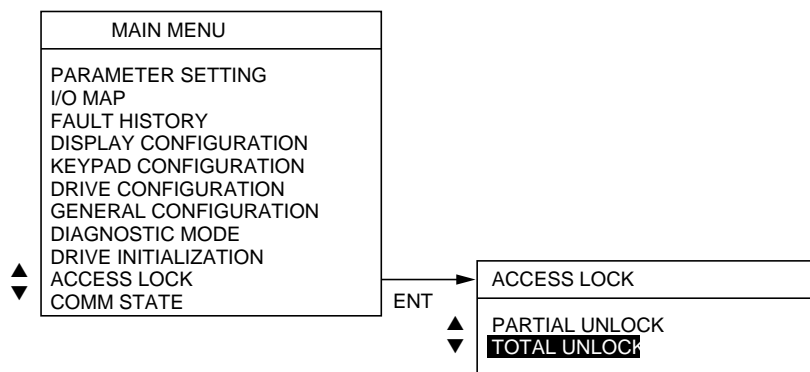 MAIN MENU
PARAMETER SETTING
I/O MAP
FAULT HISTORY
DISPLAY CONFIGURATION
KEYPAD CONFIGURATION
DRIVE CONFIGURATION
GENERAL CONFIGURATION
DIAGNOSTIC MODE
DRIVE INITIALIZATION
ACCESS LOCK
COMM STATE
ENT
ACCESS LOCK
PARTIAL UNLOCK
TOTAL UNLOCK